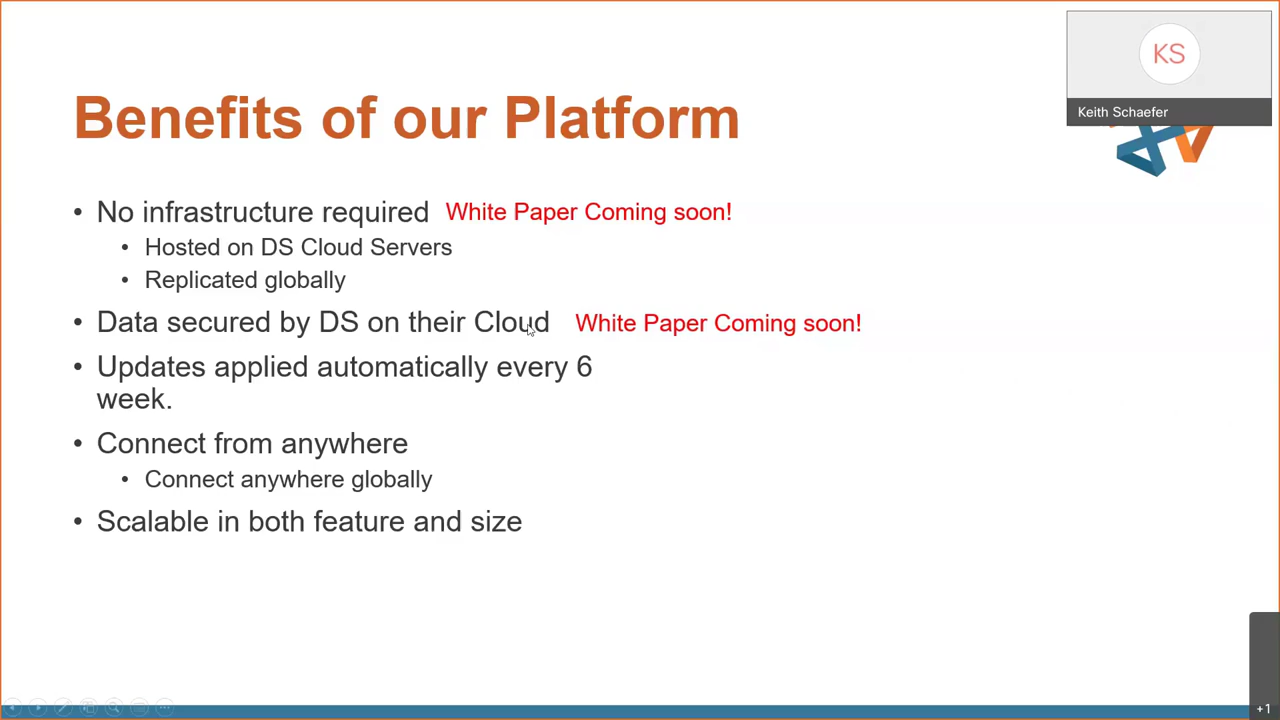 KS
Keith Schaefer
Benefits of our Platform
• No infrastructure required White Paper Coming soon!
• Hosted on DS Cloud Servers
• Replicated globally
• Data secured by DS on their Cloud White Paper Coming soon!
• Updates applied automatically every 6
week.
• Connect from anywhere
• Connect anywhere globally
• Scalable in both feature and size
+1